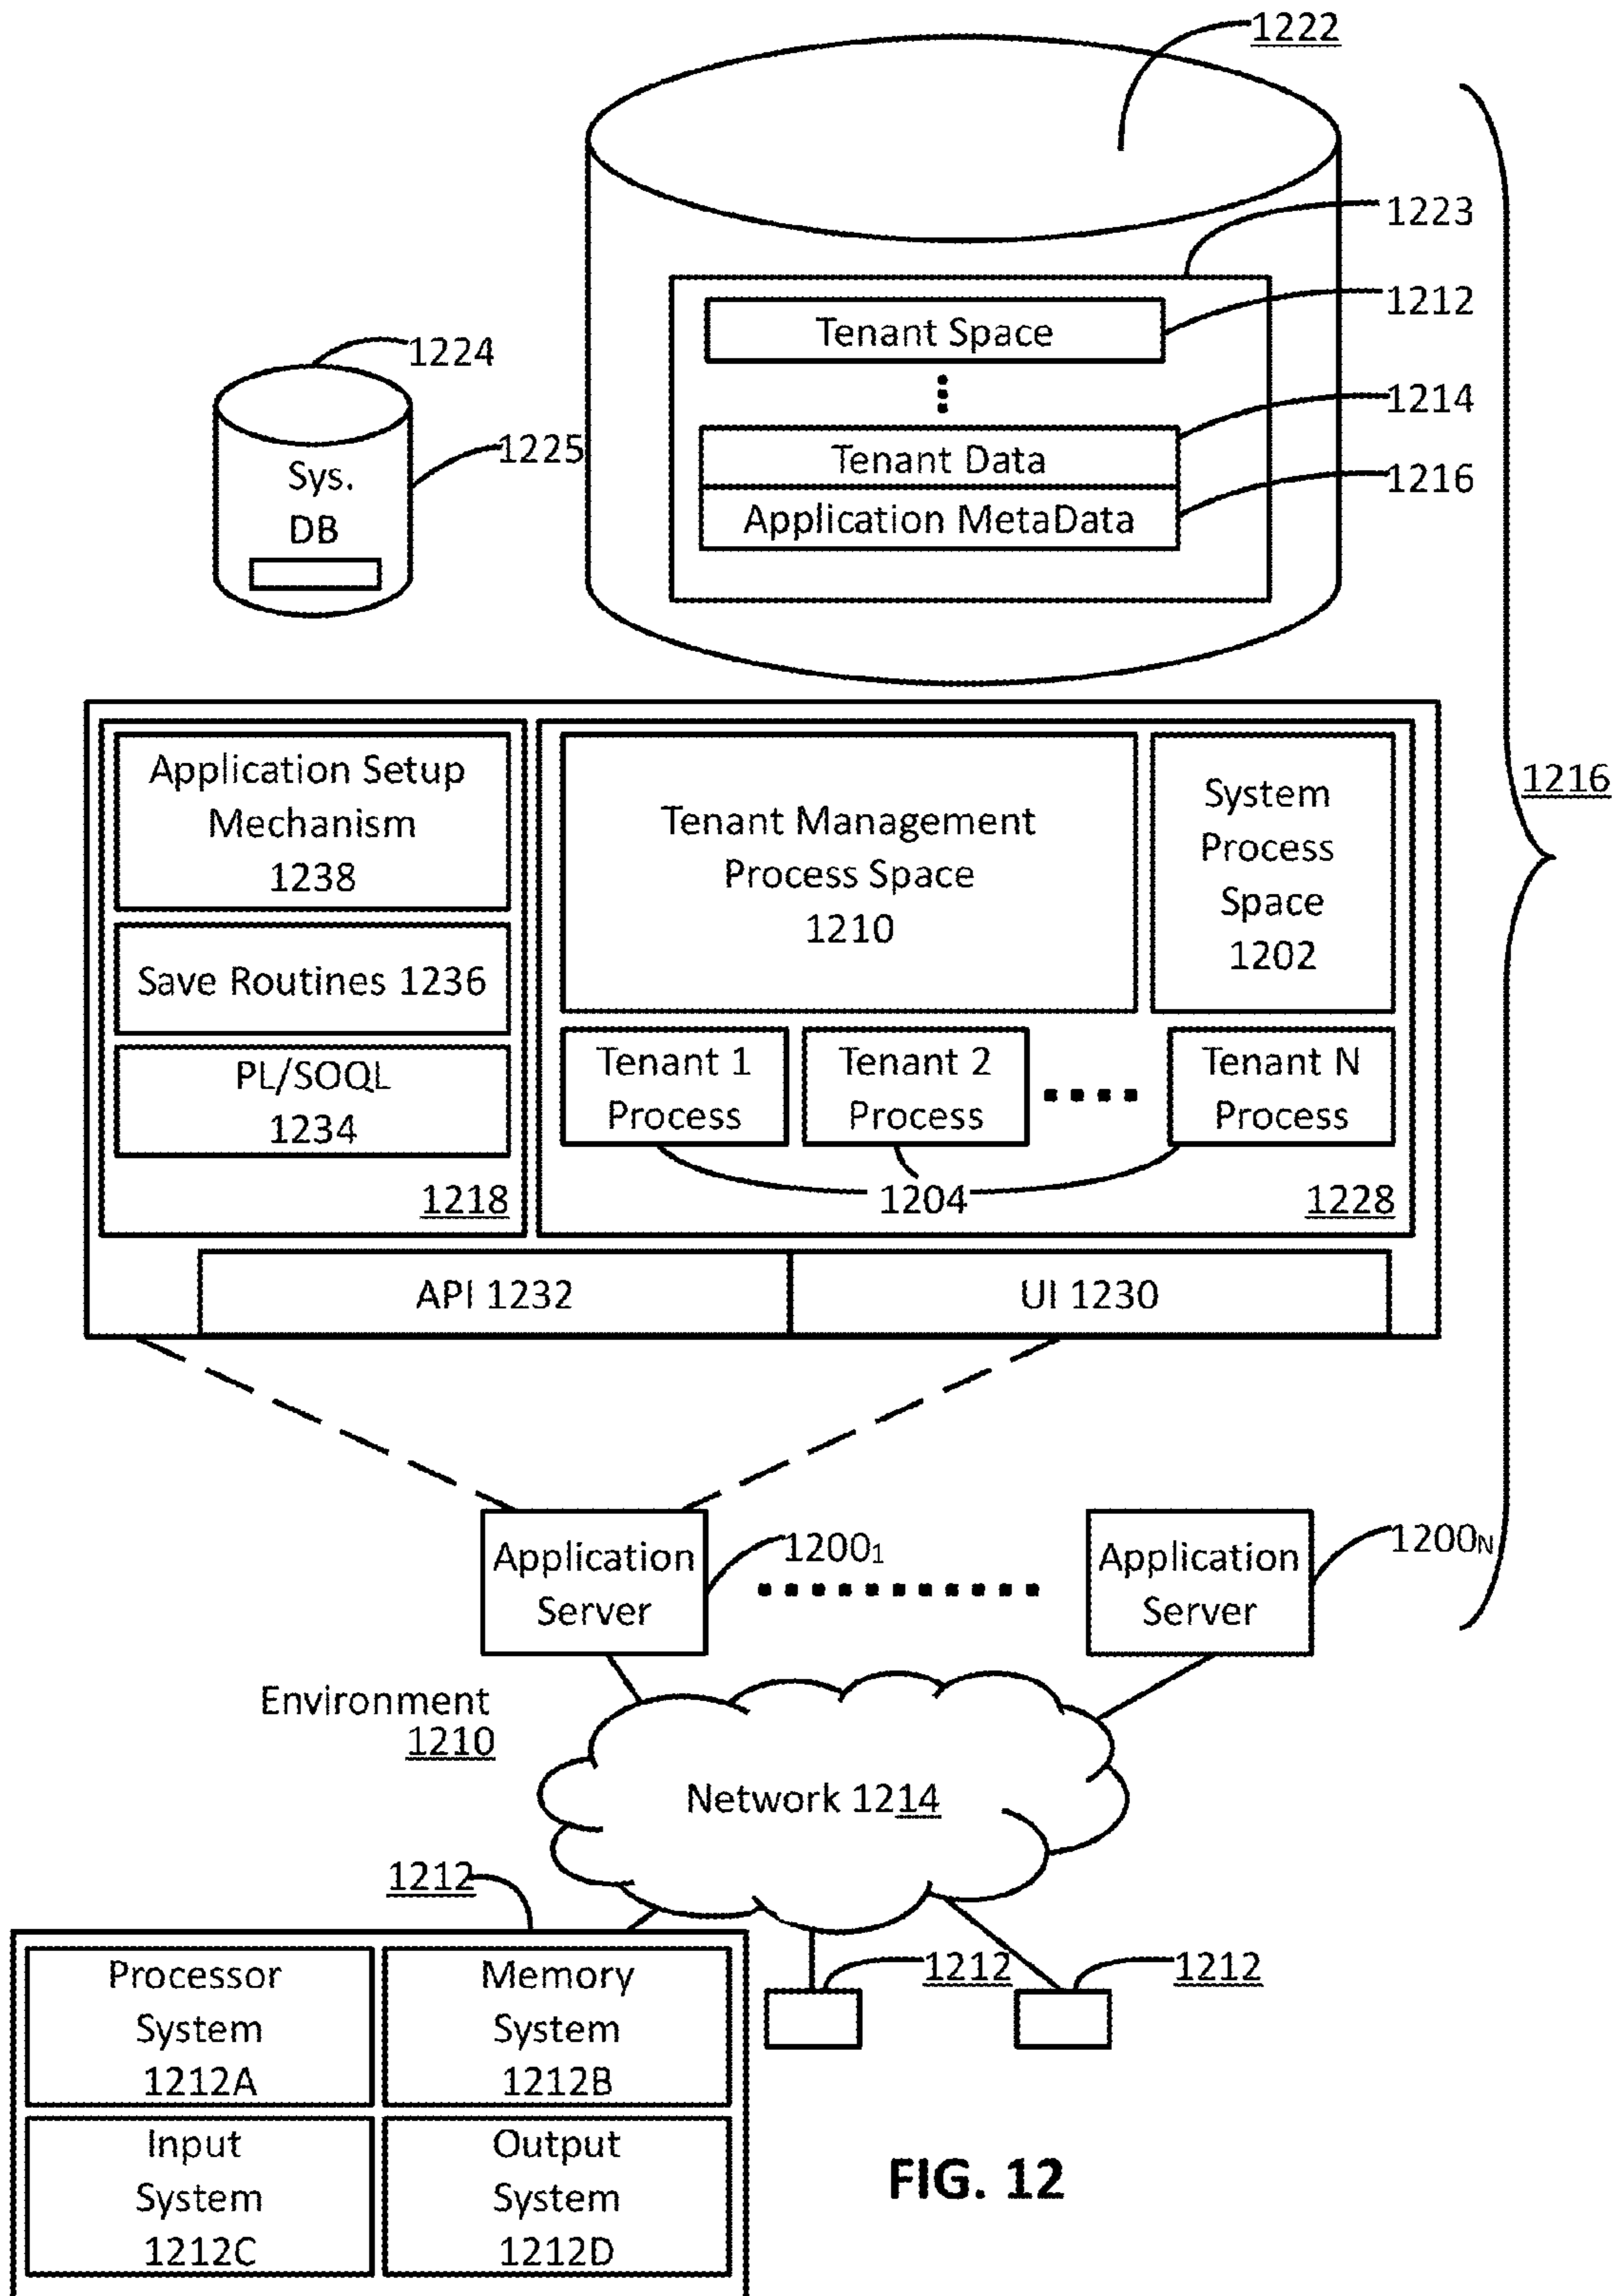 1222
1223
1212
Tenant Space
1224
1214
Tenant Data
1225
Sys.
DB
1216
Application MetaData
Application Setup
Mechanism
1238
Tenant Management
Process Space
1210
System
Process
Space
1202
1216
Save Routines 1236
PL/SOQL
1234
Tenant 1
Process
Tenant 2
Process
Tenant N
Process
1218
1204
1228
API 1232
UI 1230
Application
Server
1200₁
Application
Server
1200N
Environment
1210
Network 1214
1212
1212
1212
Processor
System
1212A
Memory
System
1212B
Input
System
1212C
Output
System
1212D
FIG. 12